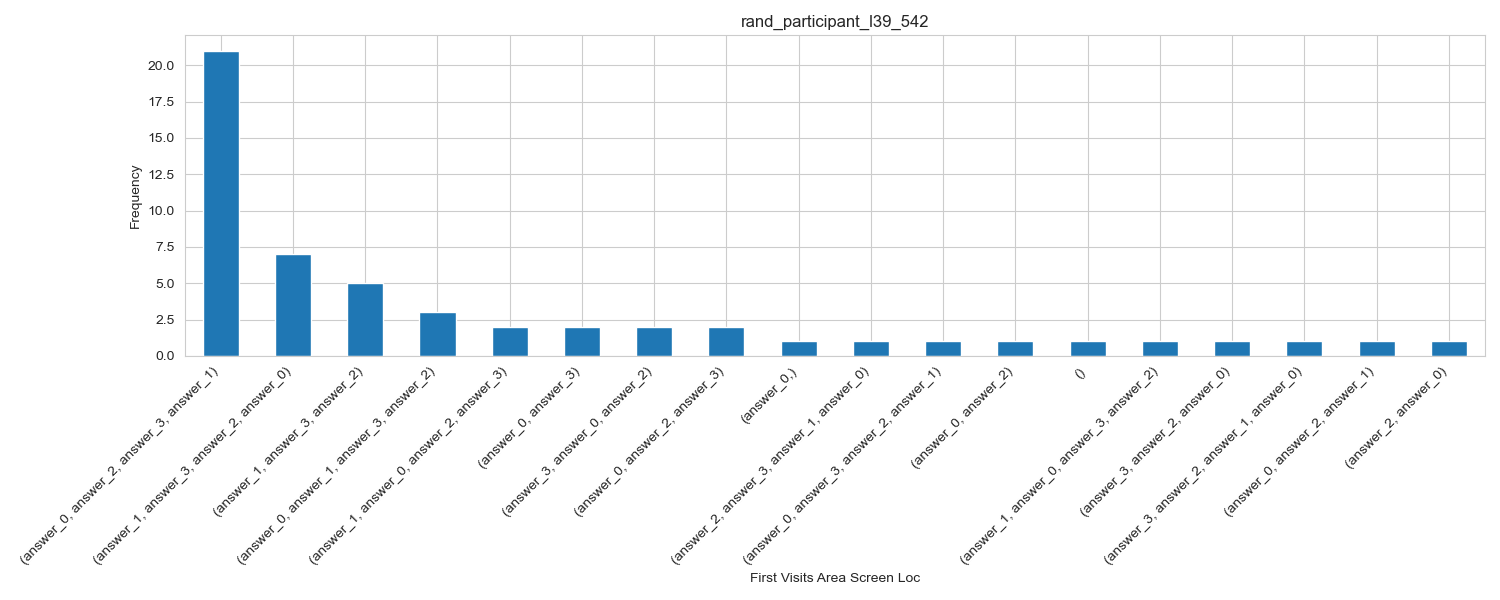 rand_participant_l39_542
Frequency
20.0
17.5
15.0
12.5
10.0
7.5
5.0
2.5
0.0
(answer_0, answer_2, answer_3, answer_1)
(answer_1, answer_3, answer_2, answer_0)
(answer_1, answer_3, answer_2)
(answer_0, answer_1, answer_3, answer_2)
(answer_1, answer_0, answer_2, answer_3)
(answer_0, answer_3)
(answer_3, answer_0, answer_2)
(answer_0, answer_2, answer_3)
(answer_0,)
(answer_2, answer_3, answer_1, answer_0)
(answer_0, answer_3, answer_2, answer_1)
(answer_0, answer_2)
()
(answer_1, answer_0, answer_3, answer_2)
(answer_3, answer_2, answer_0)
(answer_3, answer_2, answer_1, answer_0)
(answer_0, answer_2, answer_1)
(answer_2, answer_0)
First Visits Area Screen Loc